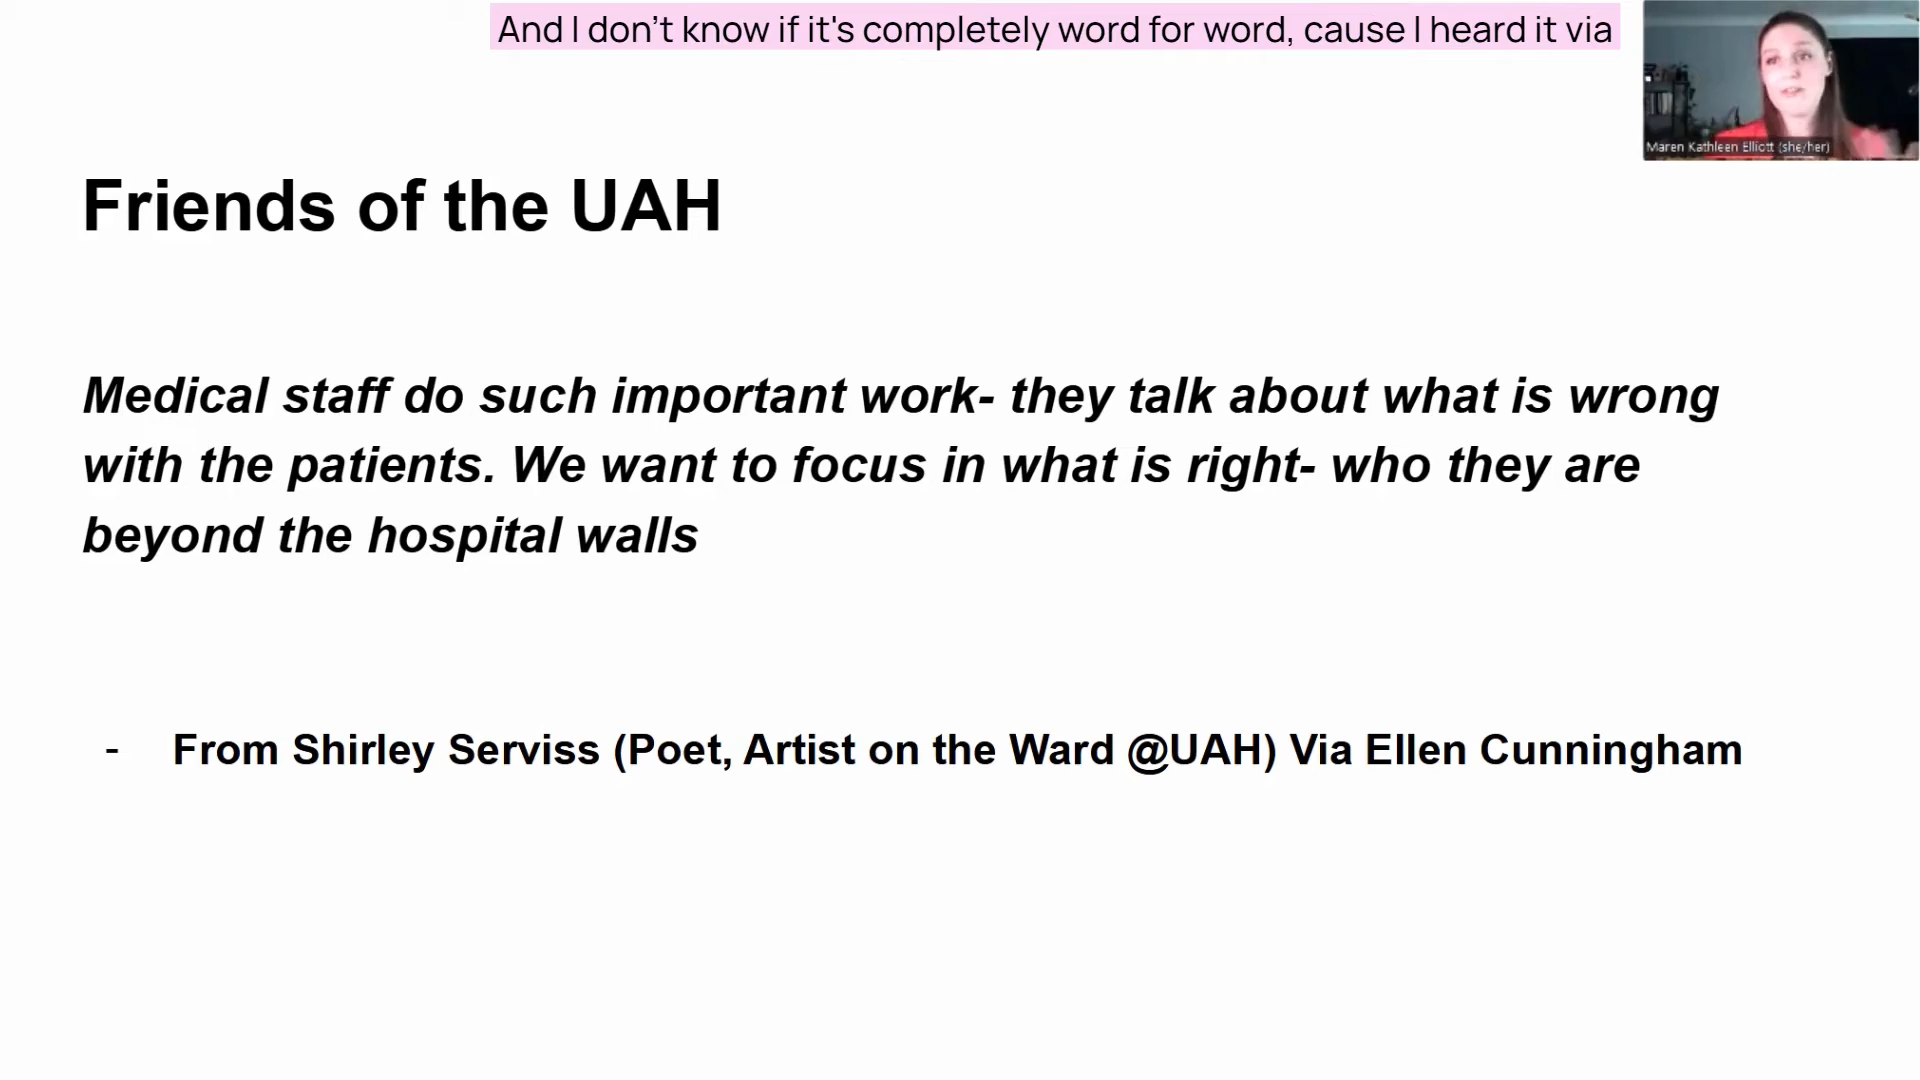 And I don't know if it's completely word for word, cause I heard it via
Maren Kathleen Elliott (she/her)
Friends of the UAH
Medical staff do such important work- they talk about what is wrong
with the patients. We want to focus in what is right- who they are
beyond the hospital walls
- From Shirley Serviss (Poet, Artist on the Ward @UAH) Via Ellen Cunningham